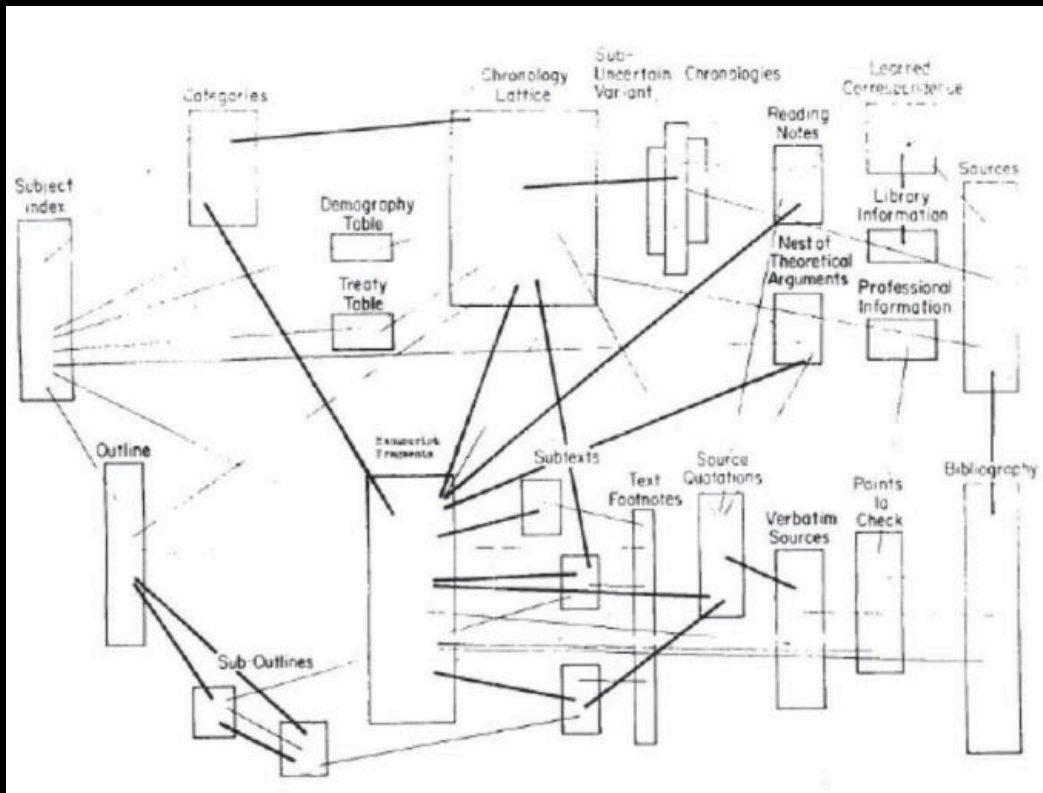 Categories
Chronology
Lattice
Sub-
Uncertain
Variant
Chronologies
Learned
Correspondence
Reading
Notes
Sources
Subject
index
Demography
Table
Library
Information
Nest of
Theoretical
Arguments
Treaty
Table
Professional
Information
Outline
Manuscript
Fragments
Subtexts
Text
Footnotes
Source
Quotations
Verbatim
Sources
Points
to
Check
Bibliography
Sub-Outlines